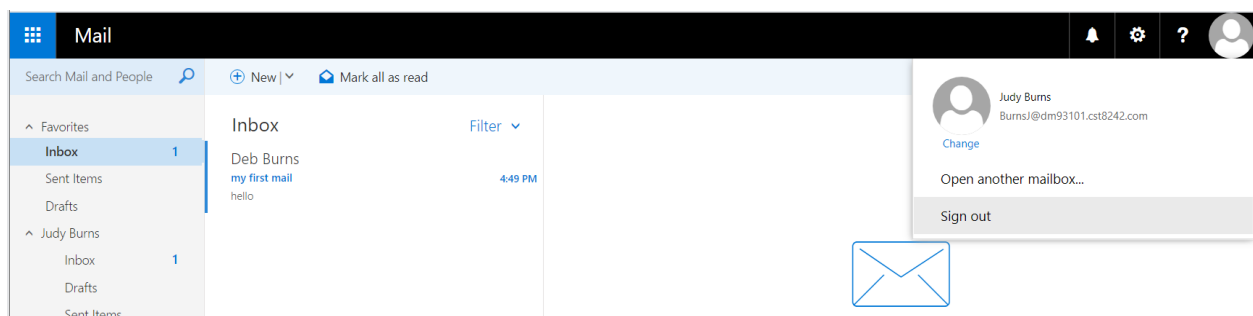 Mail
?
Search Mail and People
New
Mark all as read
Judy Burns
BurnsJ@dm93101.cst8242.com
Change
Open another mailbox...
Sign out
Favorites
Inbox 1
Sent Items
Drafts
Judy Burns
Inbox 1
Drafts
Sent Items
Inbox Filter
Deb Burns
my first mail 4:49 PM
hello